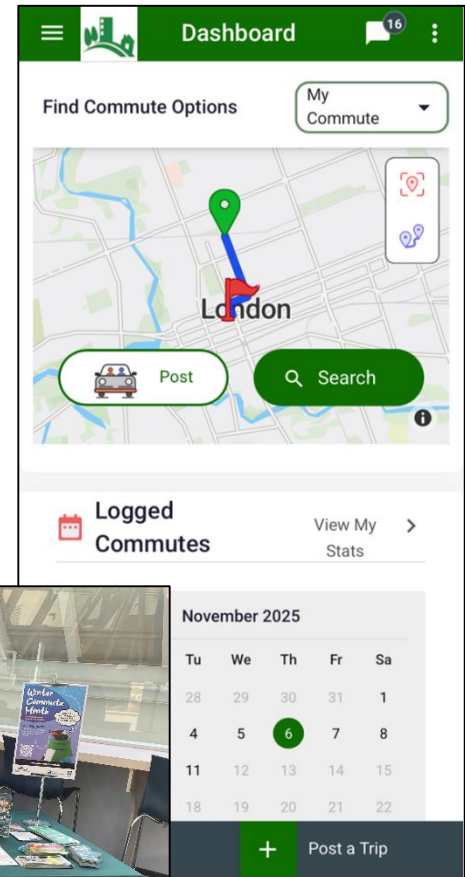 Dashboard
16
Find Commute Options
My
Commute
London
Post
Search
Logged
Commutes
View My
Stats
November 2025
Tu We Th Fr Sa
28 29 30 31 1
4 5 6 7 8
11 12 13 14 15
18 19 20 21 22
Post a Trip
Winter
Commute
Month